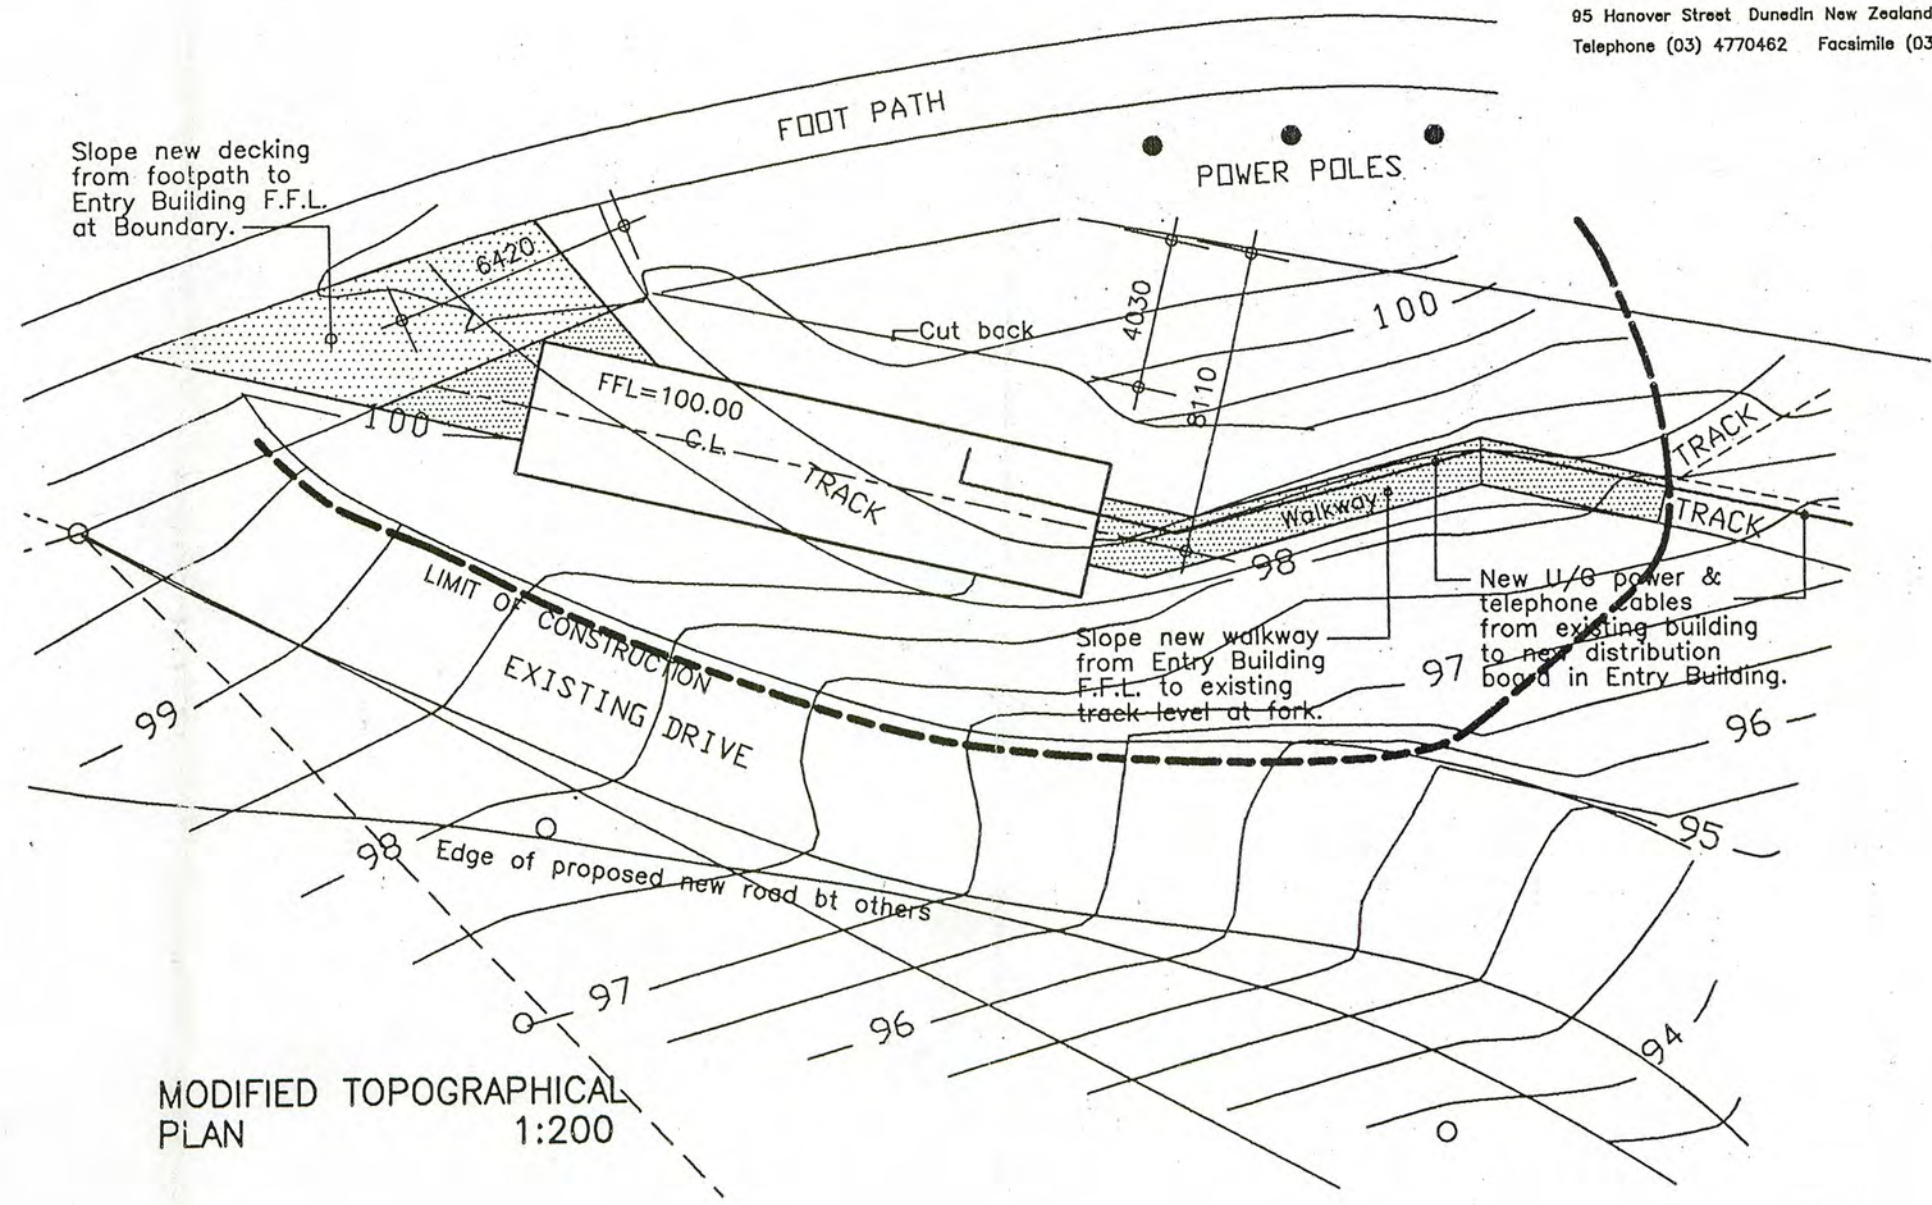 95 Hanover Street Dunedin New Zealand
Telephone (03) 4770462 Facsimile (03
FOOT PATH
POWER POLES
Slope new decking
from footpath to
Entry Building F.F.L.
at Boundary.
6420
4030
8110
100
Cut back
FFL=100.00
C.L.
100
TRACK
TRACK
TRACK
Walkway
98
LIMIT OF CONSTRUCTION
EXISTING DRIVE
Slope new walkway
from Entry Building
F.F.L. to existing
track level at fork.
New U/G power &
telephone cables
from existing building
to new distribution
board in Entry Building.
97
96
99
95
98
Edge of proposed new road bt others
97
96
94
MODIFIED TOPOGRAPHICAL
PLAN 1:200